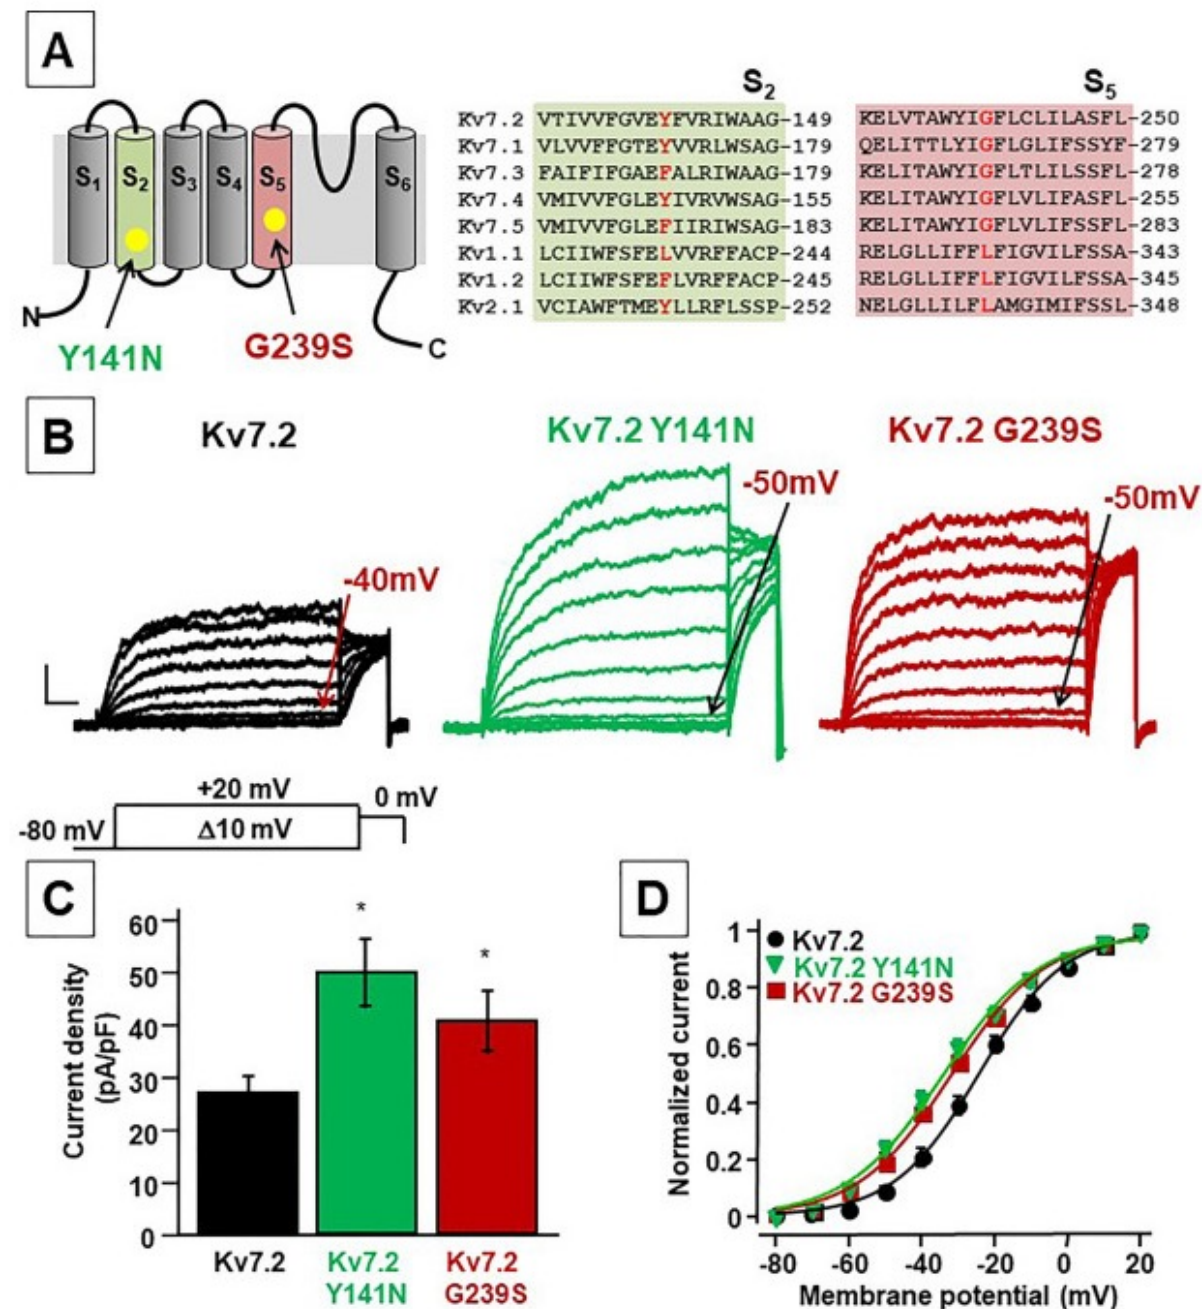 A
S1
S2
S3
S4
S5
S6
N
C
Y141N
G239S
S2
Kv7.2 VTIVVFGVEYFVRIWAAG-149
Kv7.1 VLVVFFGTEYVVRLWSAG-179
Kv7.3 FAIFIFGAEFALRIWAAG-179
Kv7.4 VMIVVFGLEYIVRVWSAG-155
Kv7.5 VMIVVFGLEFIIRIWSAG-183
Kv1.1 LCIIWFSFELVVRFFACP-244
Kv1.2 LCIIWFSFEFLVRFFACP-245
Kv2.1 VCIAWFTMEYLLRFLSSP-252
S5
KELVTAWYIGFLCLILASFL-250
QELITTLYIGFLGLIFSSYF-279
KELITAWYIGFLTLILSSFL-278
KELITAWYIGFLVLIFASFL-255
KELITAWYIGFLVLIFSSFL-283
RELGLLIFFLFIGVILFSSA-343
RELGLLIFFLFIGVILFSSA-345
NELGLLILFLAMGIMIFSSL-348
B
Kv7.2
Kv7.2 Y141N
Kv7.2 G239S
-40mV
-50mV
-50mV
+20 mV
0 mV
-80 mV
Δ10 mV
C
Current density
(pA/pF)
60
50
40
30
20
10
0
*
*
Kv7.2
Kv7.2
Y141N
Kv7.2
G239S
D
Normalized current
1
0.8
0.6
0.4
0.2
0
Kv7.2
Kv7.2 Y141N
Kv7.2 G239S
-80
-60
-40
-20
0
20
Membrane potential (mV)